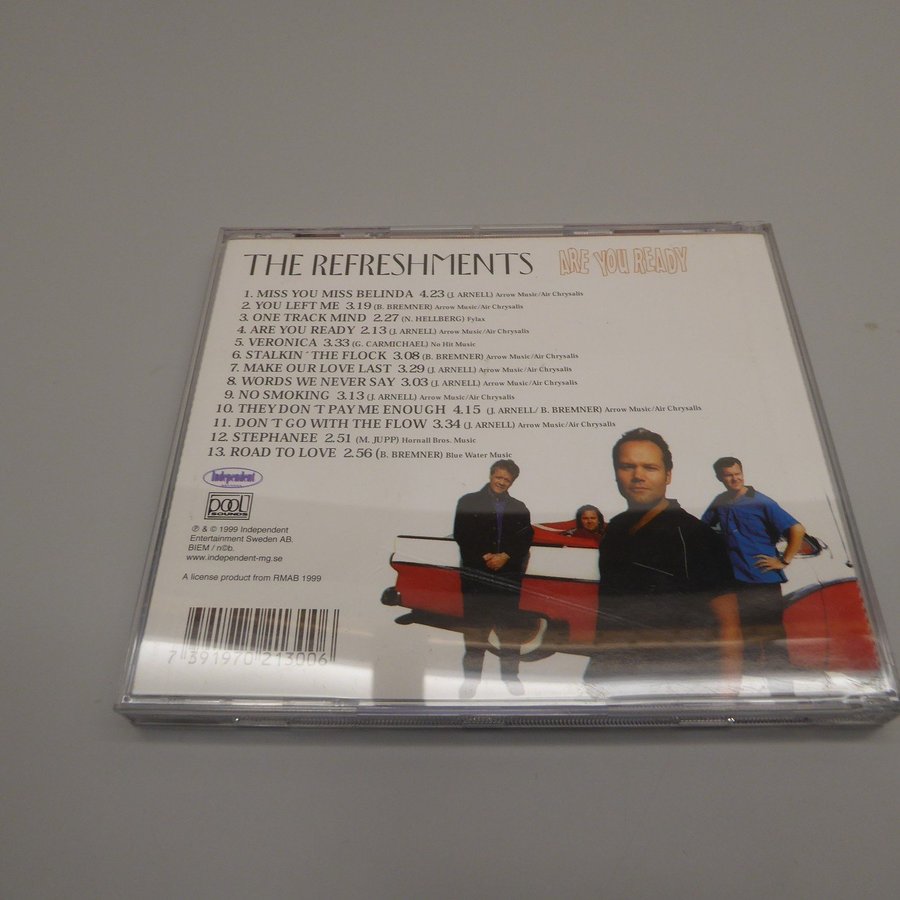 THE REFRESHMENTS ARE YOU READY
1. MISS YOU MISS BELINDA 4.23 (J. ARNELL) Arrow Music/Air Chrysalis
2. YOU LEFT ME 3.19 (B. BREMNER) Arrow Music/Air Chrysalis
3. ONE TRACK MIND 2.27 (N. HELLBERG) Fylax
4. ARE YOU READY 2.13 (J. ARNELL) Arrow Music/Air Chrysalis
5. VERONICA 3.33 (G. CARMICHAEL) No Hit Music
6. STALKIN´THE FLOCK 3.08 (B. BREMNER) Arrow Music/Air Chrysalis
7. MAKE OUR LOVE LAST 3.29 (J. ARNELL) Arrow Music/Air Chrysalis
8. WORDS WE NEVER SAY 3.03 (J. ARNELL) Arrow Music/Air Chrysalis
9. NO SMOKING 3.13 (J. ARNELL) Arrow Music/Air Chrysalis
10. THEY DON´T PAY ME ENOUGH 4.15 (J. ARNELL/ B. BREMNER) Arrow Music/Air Chrysalis
11. DON´T GO WITH THE FLOW 3.34 (J. ARNELL) Arrow Music/Air Chrysalis
12. STEPHANEE 2.51 (M. JUPP) Hornall Bros. Music
13. ROAD TO LOVE 2.56 (B. BREMNER) Blue Water Music
Independent
POOL
SOUNDS
℗ & © 1999 Independent
Entertainment Sweden AB.
BIEM / n©b.
www.independent-mg.se
A license product from RMAB 1999
7 391970 213006